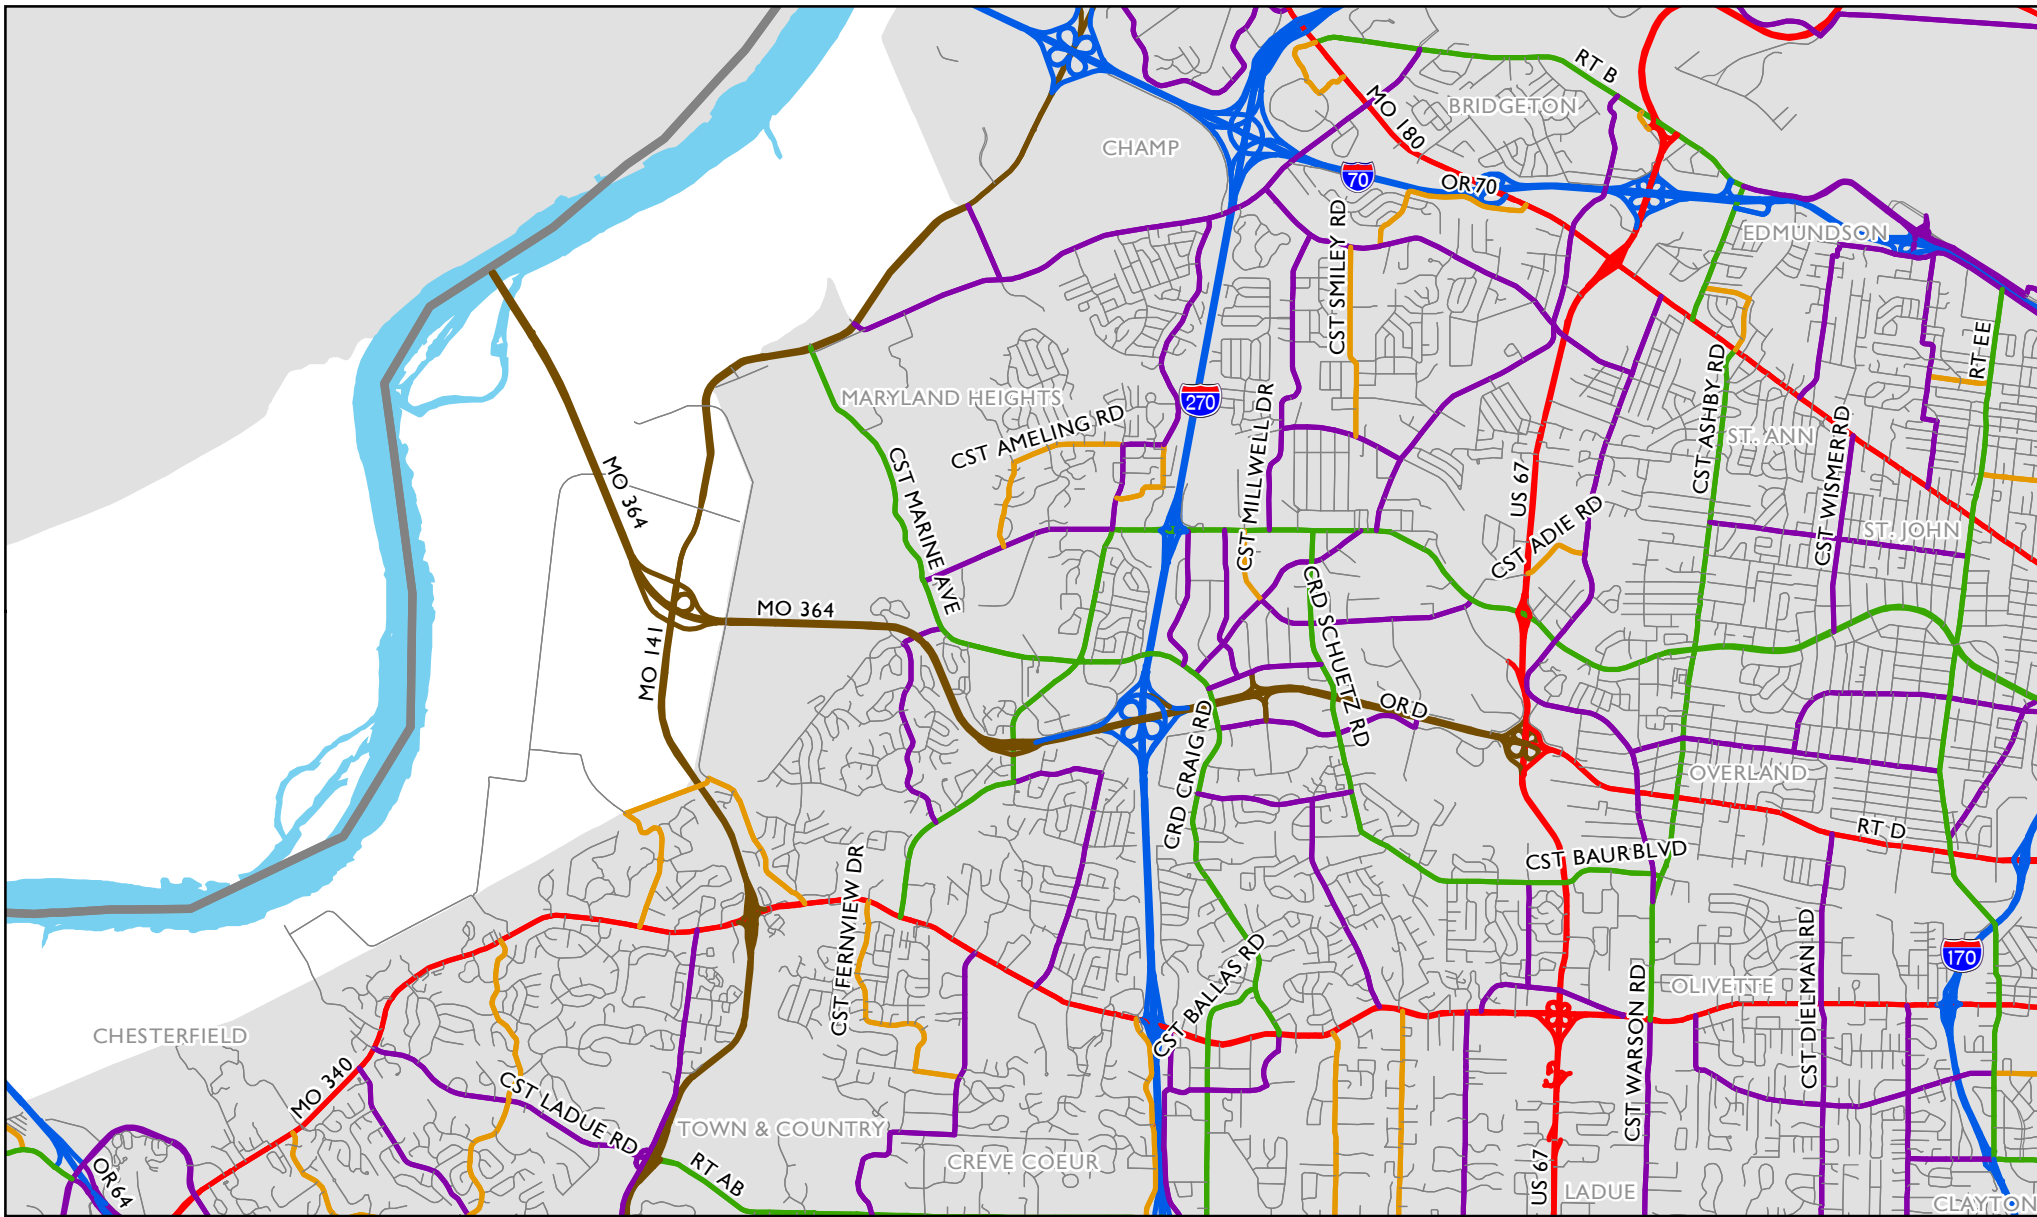 RT B
MO 180
BRIDGETON
CHAMP
70
OR 70
CST SMILEY RD
EDMUNDSON
RT EE
CST ASHBY RD
MARYLAND HEIGHTS
270
CST AMELING RD
CST MILLWELL DR
ST. ANN
CST WISMER RD
CST MARINE AVE
MO 364
US 67
CST ADIE RD
ST. JOHN
MO 364
CRD SCHUETZ RD
MO 141
OR D
CRD CRAIG RD
OVERLAND
RT D
CST BAUR BLVD
CST FERNVIEW DR
CST BALLAS RD
170
CST DIELMAN RD
OLIVETTE
CST WARSON RD
CHESTERFIELD
MO 340
CST LADUE RD
TOWN & COUNTRY
CREVE COEUR
RT AB
OR 64
US 67
LADUE
CLAYTON